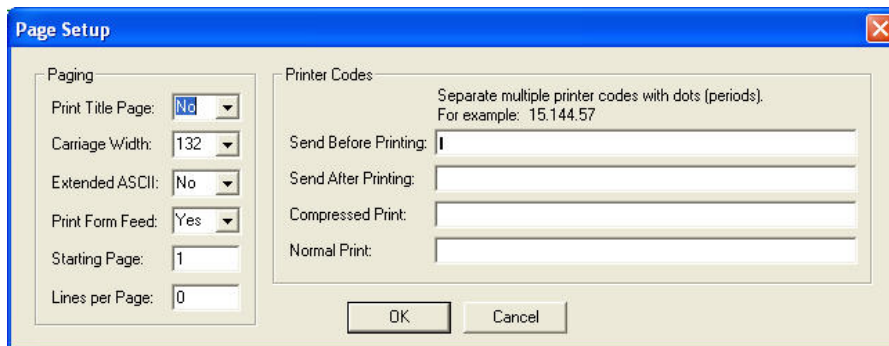 Page Setup
Paging
Print Title Page: No
Carriage Width: 132
Extended ASCII: No
Print Form Feed: Yes
Starting Page: 1
Lines per Page: 0
Printer Codes
Separate multiple printer codes with dots (periods).
For example: 15.144.57
Send Before Printing:
Send After Printing:
Compressed Print:
Normal Print:
OK Cancel